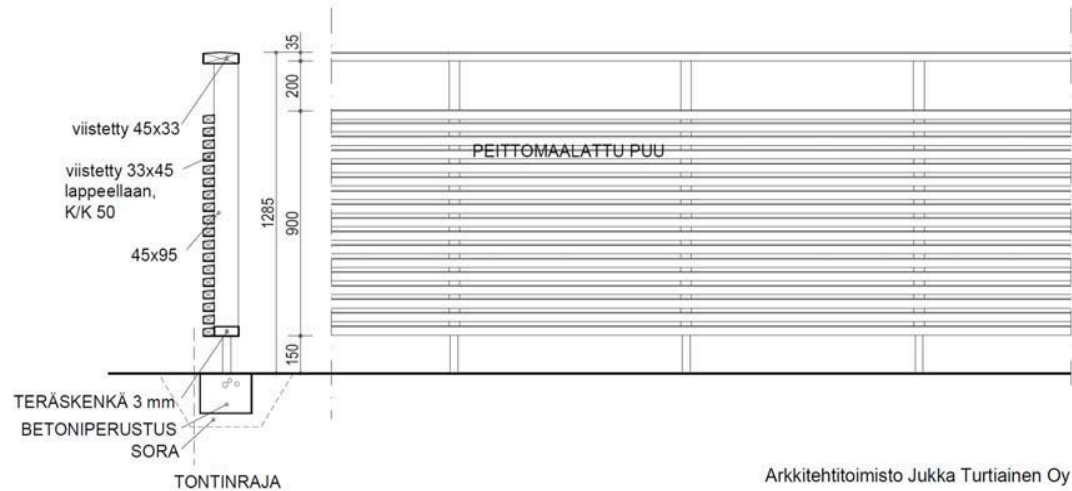 35
200
1285
900
150
viistetty 45x33
viistetty 33x45
lappeellaan,
K/K 50
45x95
PEITTOMAALATTU PUU
TERÄSKENKÄ 3 mm
BETONIPERUSTUS
SORA
TONTINRAJA
Arkkitehtitoimisto Jukka Turtiainen Oy